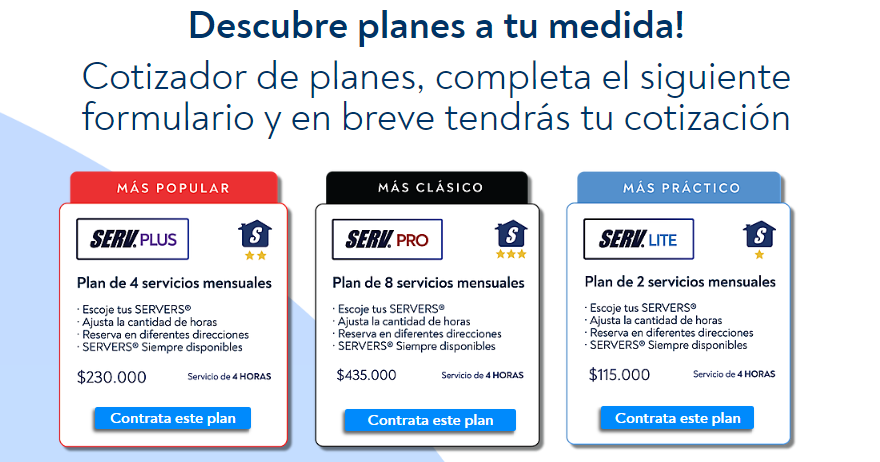 Descubre planes a tu medida!
Cotizador de planes, completa el siguiente
formulario y en breve tendrás tu cotización
MÁS POPULAR
SERV. PLUS
S
Plan de 4 servicios mensuales
· Escoje tus SERVERS®
· Ajusta la cantidad de horas
· Reserva en diferentes direcciones
· SERVERS® Siempre disponibles
$230.000 Servicio de 4 HORAS
Contrata este plan
MÁS CLÁSICO
SERV. PRO
S
Plan de 8 servicios mensuales
· Escoje tus SERVERS®
· Ajusta la cantidad de horas
· Reserva en diferentes direcciones
· SERVERS® Siempre disponibles
$435.000 Servicio de 4 HORAS
Contrata este plan
MÁS PRÁCTICO
SERV. LITE
S
Plan de 2 servicios mensuales
· Escoje tus SERVERS®
· Ajusta la cantidad de horas
· Reserva en diferentes direcciones
· SERVERS® Siempre disponibles
$115.000 Servicio de 4 HORAS
Contrata este plan